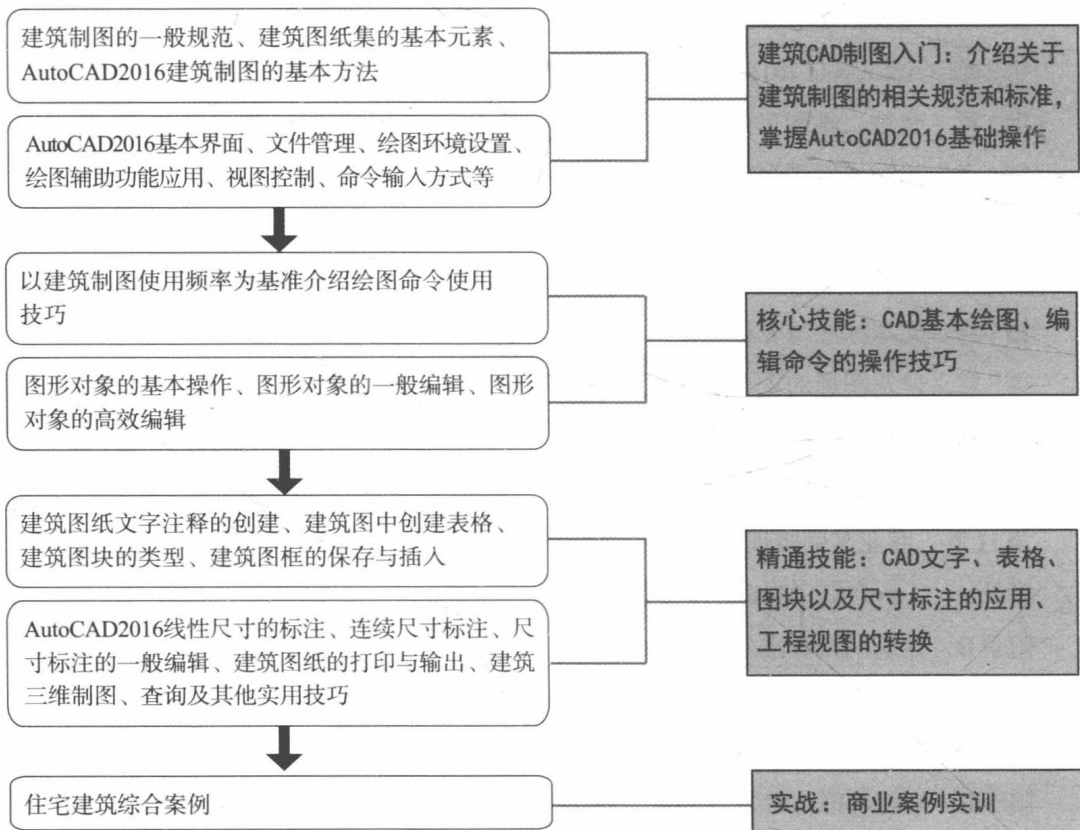 建筑制图的一般规范、建筑图纸集的基本元素、
AutoCAD2016建筑制图的基本方法
建筑CAD制图入门：介绍关于
建筑制图的相关规范和标准，
掌握AutoCAD2016基础操作
AutoCAD2016基本界面、文件管理、绘图环境设置、
绘图辅助功能应用、视图控制、命令输入方式等
以建筑制图使用频率为基准介绍绘图命令使用
技巧
核心技能：CAD基本绘图、编
辑命令的操作技巧
图形对象的基本操作、图形对象的一般编辑、图形
对象的高效编辑
建筑图纸文字注释的创建、建筑图中创建表格、
建筑图块的类型、建筑图框的保存与插入
精通技能：CAD文字、表格、
图块以及尺寸标注的应用、
工程视图的转换
AutoCAD2016线性尺寸的标注、连续尺寸标注、尺
寸标注的一般编辑、建筑图纸的打印与输出、建筑
三维制图、查询及其他实用技巧
住宅建筑综合案例
实战：商业案例实训